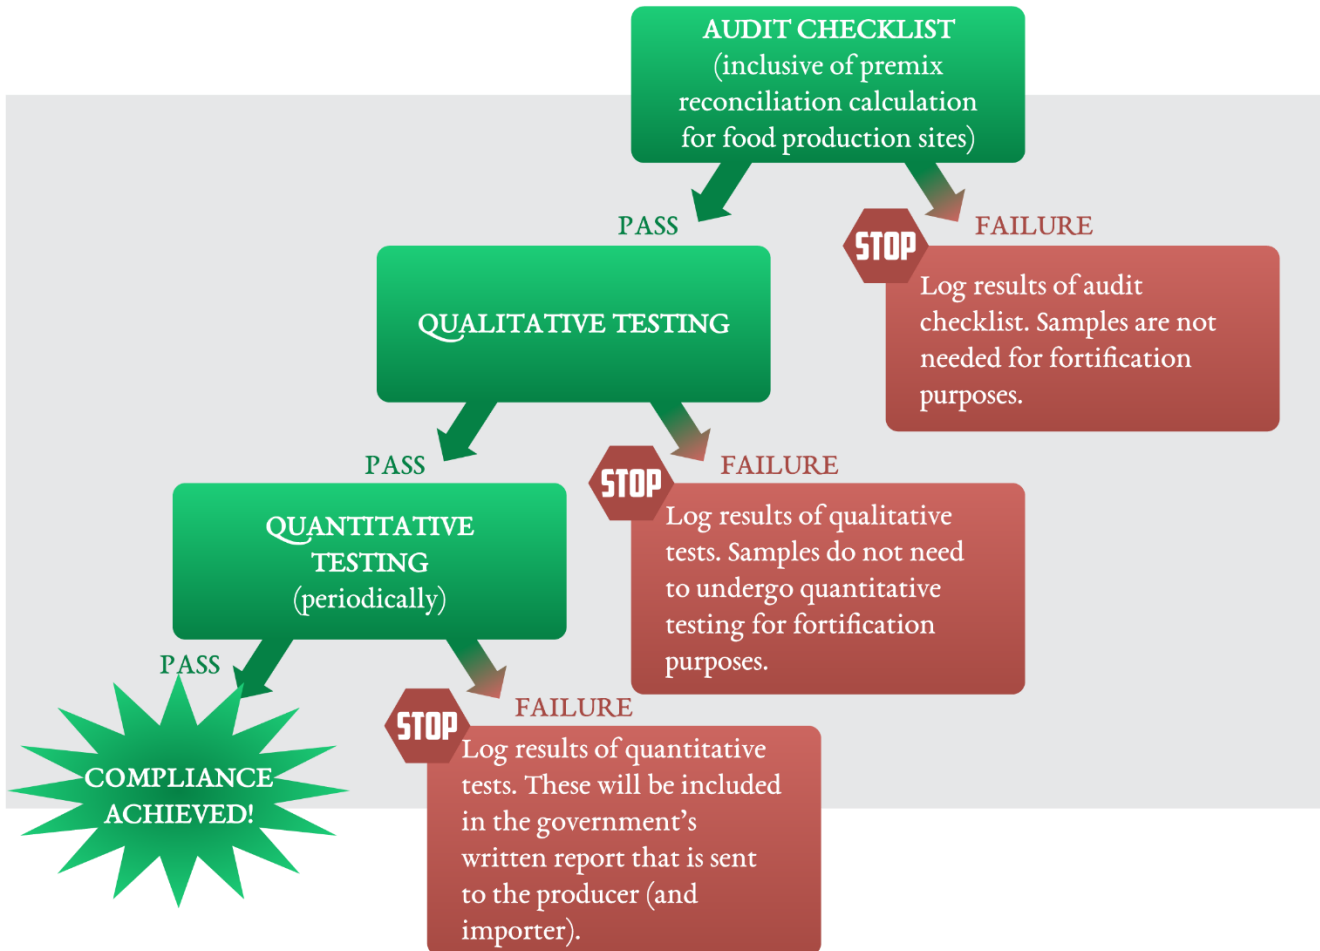 AUDIT CHECKLIST
(inclusive of premix
reconciliation calculation
for food production sites)
PASS
STOP
FAILURE
Log results of audit
checklist. Samples are not
needed for fortification
purposes.
QUALITATIVE TESTING
PASS
STOP
FAILURE
Log results of qualitative
tests. Samples do not need
to undergo quantitative
testing for fortification
purposes.
QUANTITATIVE
TESTING
(periodically)
PASS
STOP
FAILURE
Log results of quantitative
tests. These will be included
in the government’s
written report that is sent
to the producer (and
importer).
COMPLIANCE
ACHIEVED!